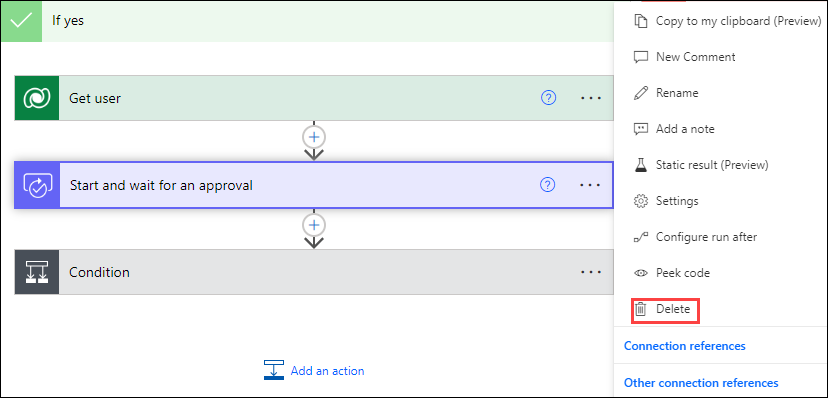 If yes
Get user
?
Start and wait for an approval
?
Condition
Add an action
Copy to my clipboard (Preview)
New Comment
Rename
Add a note
Static result (Preview)
Settings
Configure run after
Peek code
Delete
Connection references
Other connection references